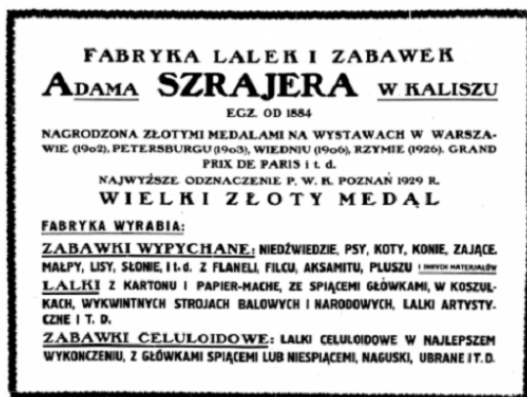 FABRYKA LALEK I ZABAWEK
ADAMA SZRAJERA W KALISZU
EGZ. OD 1884
NAGRODZONA ZŁOTYMI MEDALAMI NA WYSTAWACH W WARSZA-
WIE (1902), PETERSBURGU (1903), WIEDNIU (1906), RZYMIE (1926). GRAND
PRIX DE PARIS i t. d.
NAJWYŻSZE ODZNACZENIE P. W. K. POZNAŃ 1929 R.
WIELKI ZŁOTY MEDAL
FABRYKA WYRABIA:
ZABAWKI WYPYCHANE: NIEDŹWIEDZIE, PSY, KOTY, KONIE, ZAJĄCE.
MAŁPY, LISY, SŁONIE, i t. d. Z FLANELI, FILCU, AKSAMITU, PLUSZU I INNYCH MATERJAŁÓW
LALKI Z KARTONU I PAPIER-MACHE, ZE SPIĄCEMI GŁÓWKAMI, W KOSZUL-
KACH, WYKWINTNYCH STROJACH BALOWYCH I NARODOWYCH, LALKI ARTYSTY-
CZNE I T. D.
ZABAWKI CELULOIDOWE: LALKI CELULOIDOWE W NAJLEPSZEM
WYKOŃCZENIU, Z GŁÓWKAMI SPIĄCEMI LUB NIESPIĄCEMI, NAGUSKI, UBRANE I T. D.